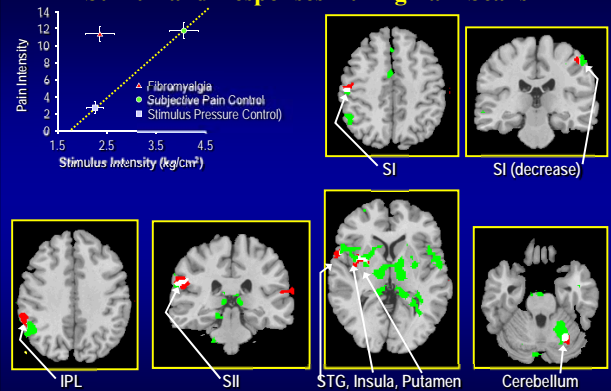 14
12
10
8
6
4
2
0
Pain Intensity
Fibromyalgia
Subjective Pain Control
Stimulus Pressure Control)
1.5 2.5 3.5 4.5
Stimulus Intensity (kg/cm²)
SI
SI (decrease)
IPL
SII
STG, Insula, Putamen
Cerebellum